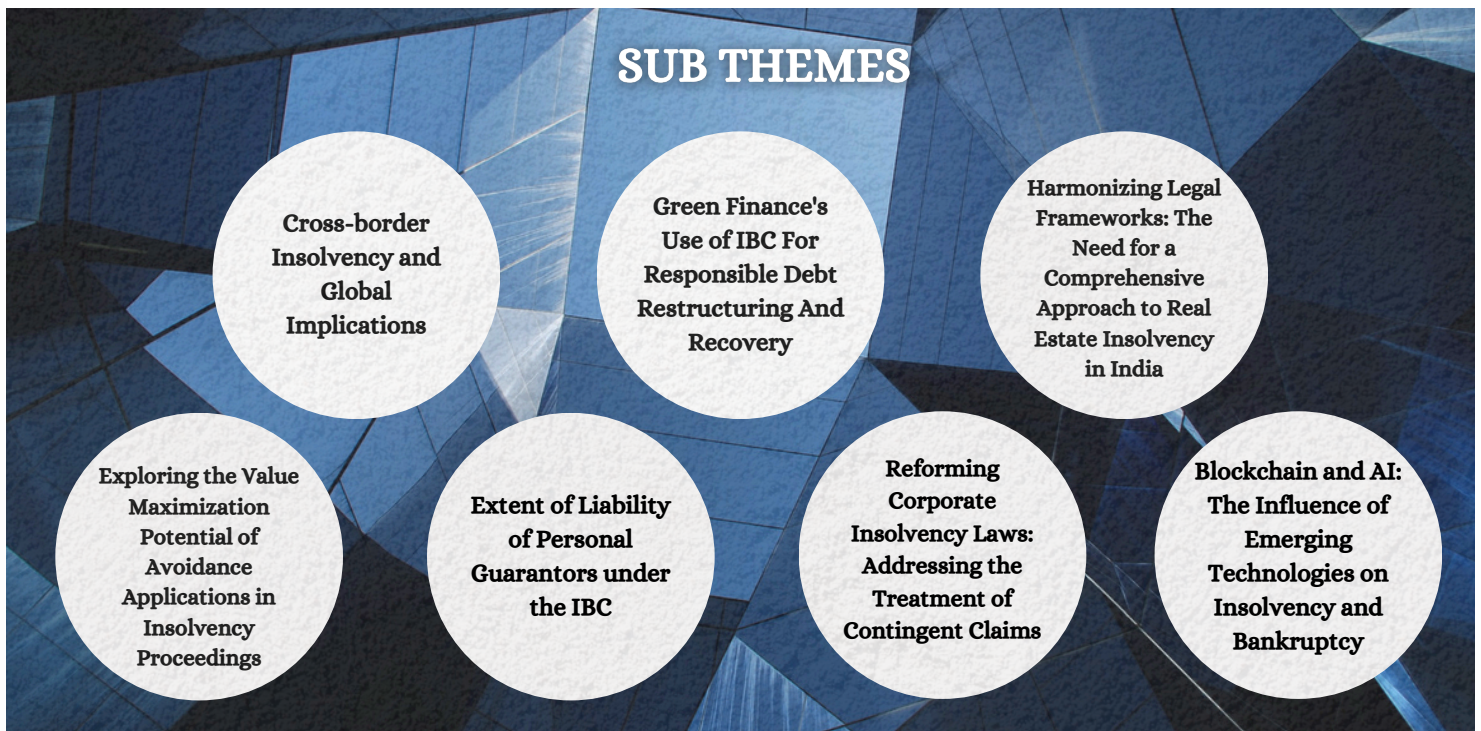 SUB THEMES
Cross-border
Insolvency and
Global
Implications
Green Finance's
Use of IBC For
Responsible Debt
Restructuring And
Recovery
Harmonizing Legal
Frameworks: The
Need for a
Comprehensive
Approach to Real
Estate Insolvency
in India
Exploring the Value
Maximization
Potential of
Avoidance
Applications in
Insolvency
Proceedings
Extent of Liability
of Personal
Guarantors under
the IBC
Reforming
Corporate
Insolvency Laws:
Addressing the
Treatment of
Contingent Claims
Blockchain and AI:
The Influence of
Emerging
Technologies on
Insolvency and
Bankruptcy